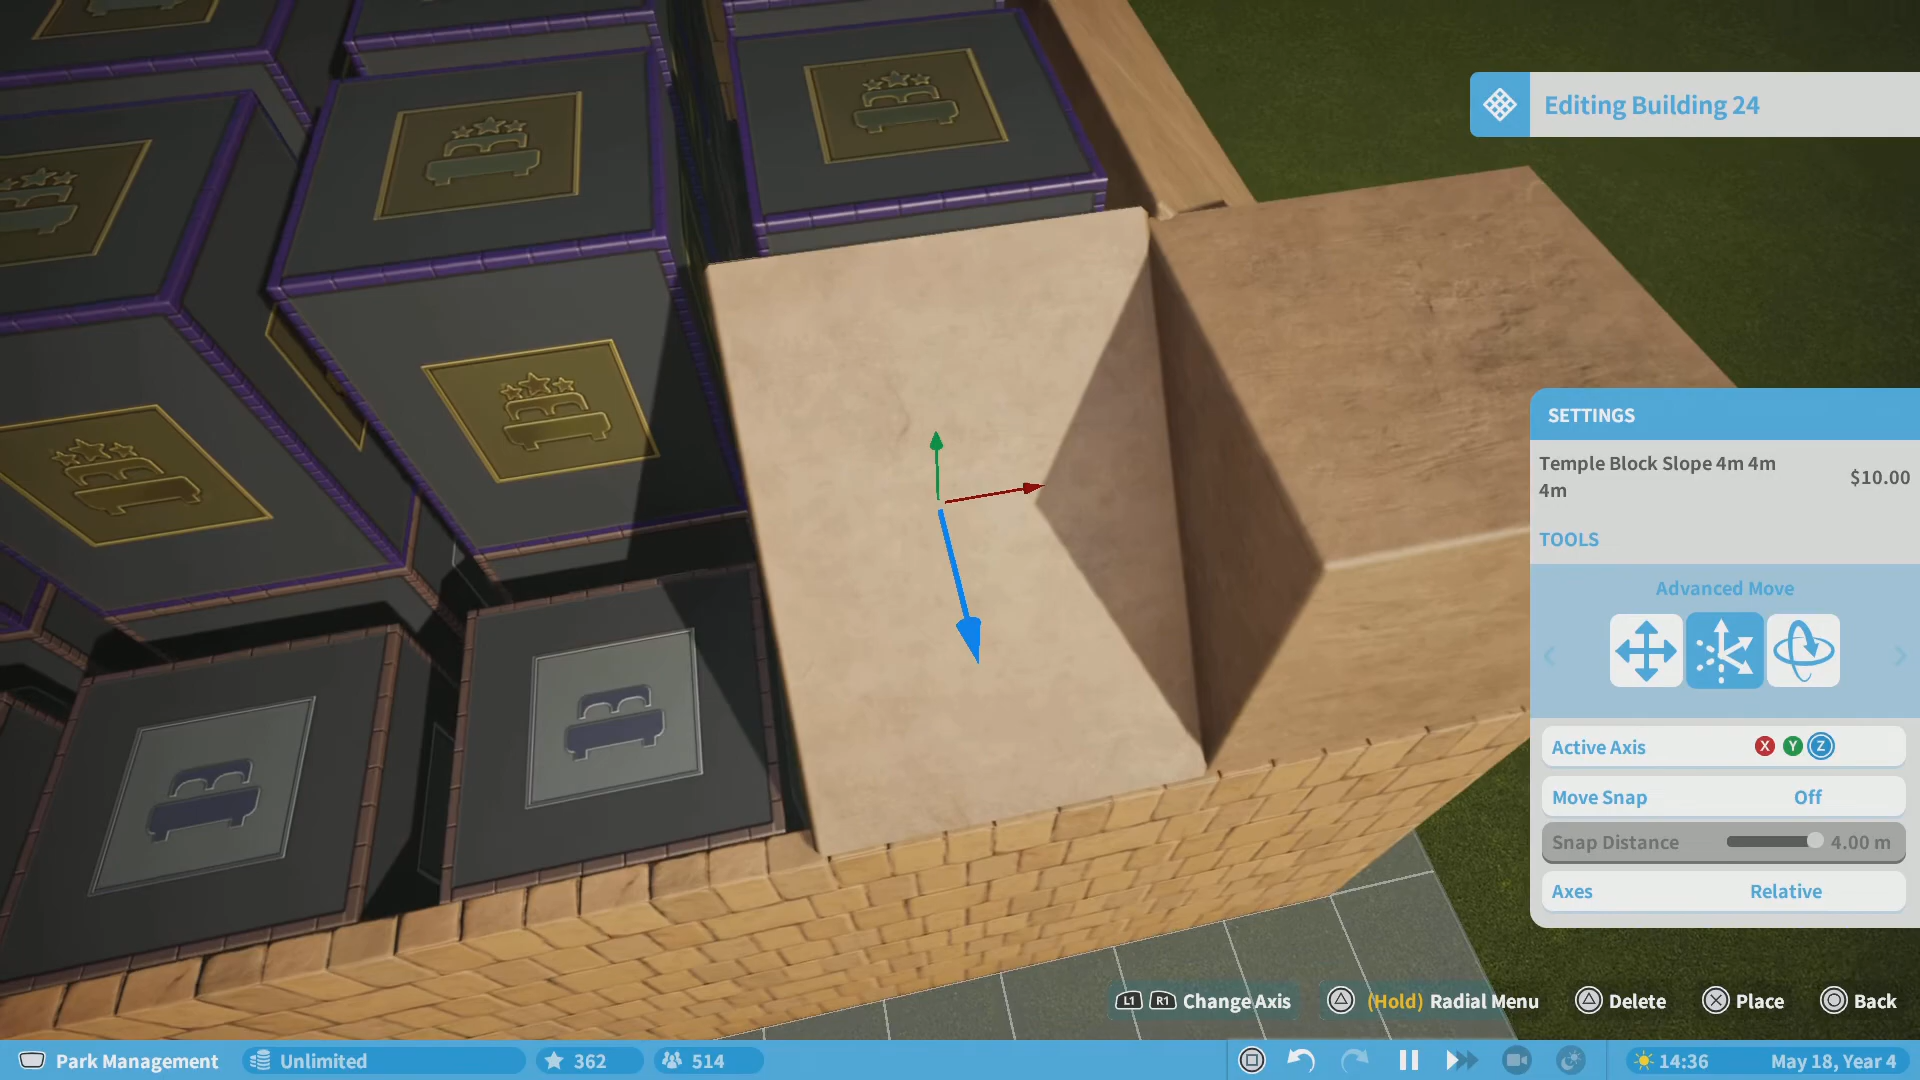 Editing Building 24
SETTINGS
Temple Block Slope 4m 4m
4m
$10.00
TOOLS
Advanced Move
Active Axis X Y Z
Move Snap Off
Snap Distance 4.00 m
Axes Relative
L1 R1 Change Axis (Hold) Radial Menu Delete Place Back
Park Management Unlimited 362 514 14:36 May 18, Year 4